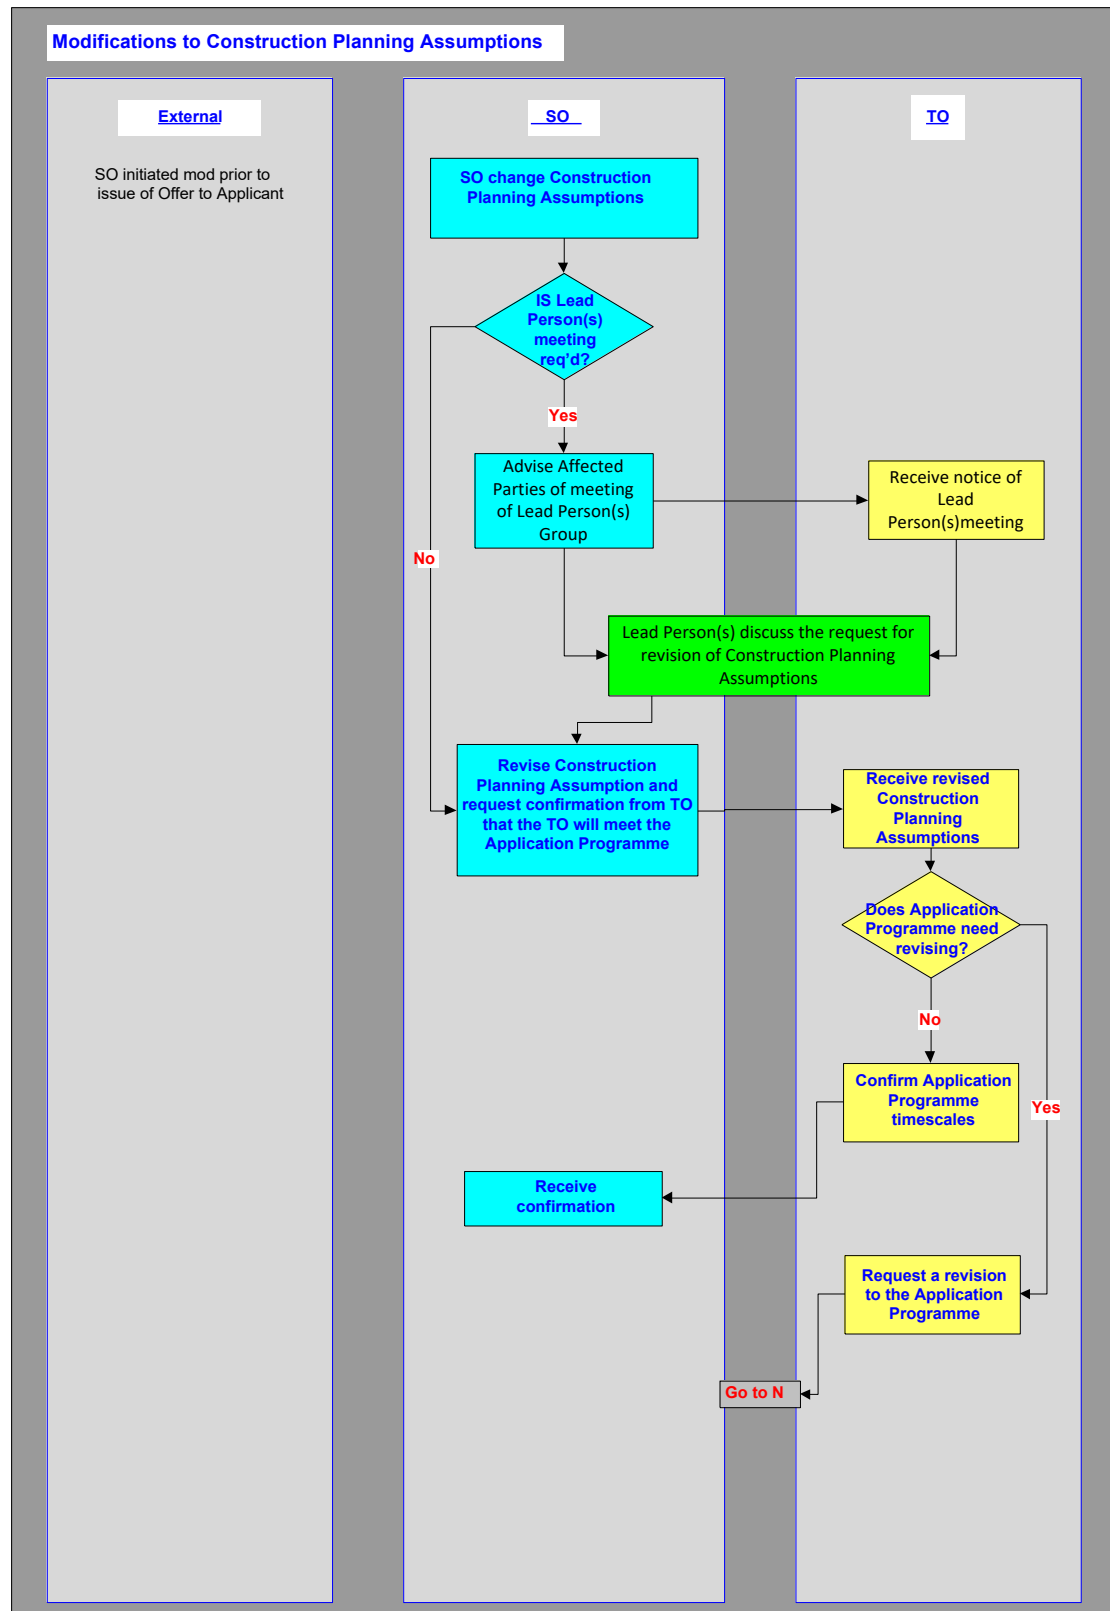 Modifications to Construction Planning Assumptions
External
SO
TO
SO initiated mod prior to
issue of Offer to Applicant
SO change Construction
Planning Assumptions
IS Lead
Person(s)
meeting
req’d?
Yes
Advise Affected
Parties of meeting
of Lead Person(s)
Group
Receive notice of
Lead
Person(s)meeting
No
Lead Person(s) discuss the request for
revision of Construction Planning
Assumptions
Revise Construction
Planning Assumption and
request confirmation from TO
that the TO will meet the
Application Programme
Receive revised
Construction
Planning
Assumptions
Does Application
Programme need
revising?
No
Confirm Application
Programme
timescales
Yes
Receive
confirmation
Request a revision
to the Application
Programme
Go to N